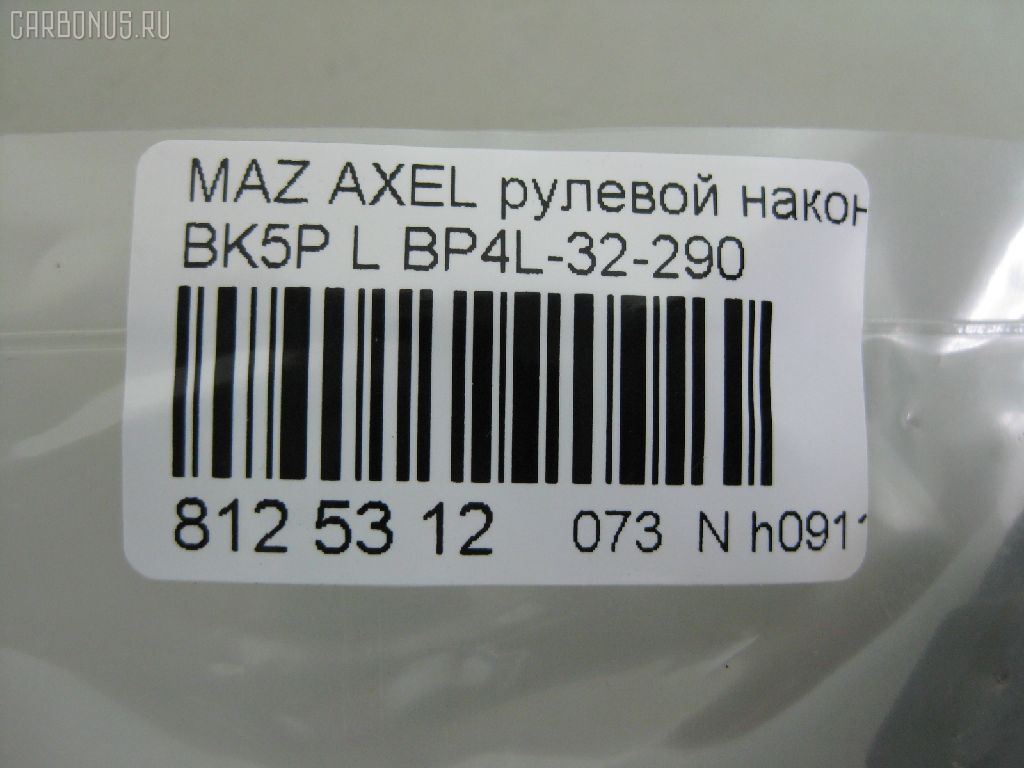 CARBONUS.RU
MAZ AXEL рулевой након
BK5P L BP4L-32-290
812 53 12 073 N h0911